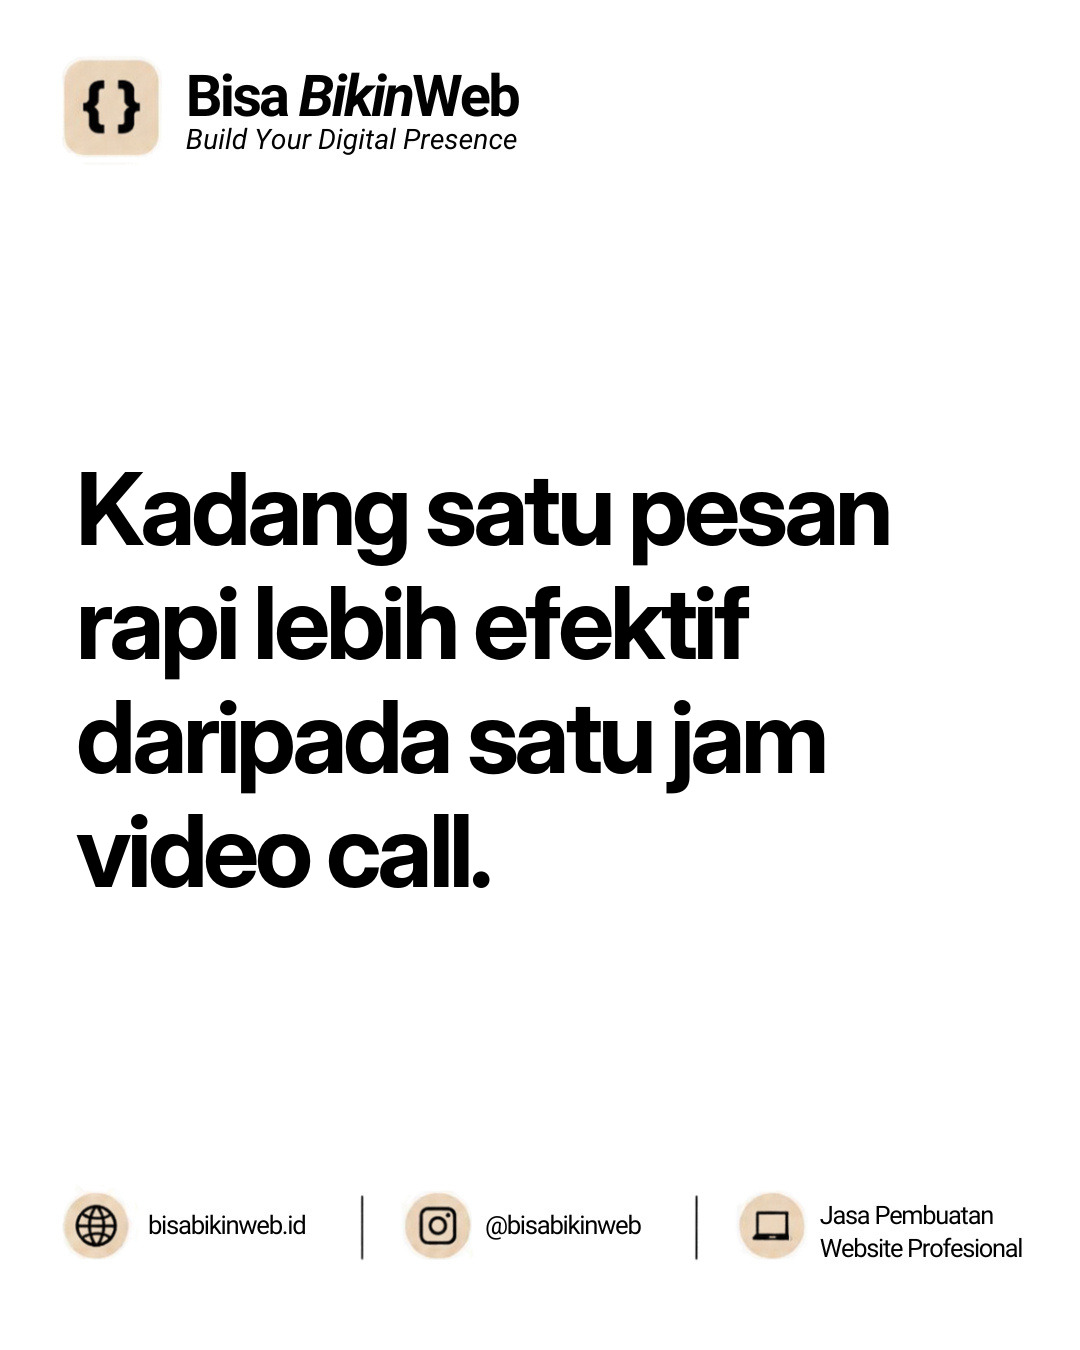 { }
Bisa BikinWeb
Build Your Digital Presence
Kadang satu pesan
rapi lebih efektif
daripada satu jam
video call.
bisabikinweb.id
@bisabikinweb
Jasa Pembuatan
Website Profesional